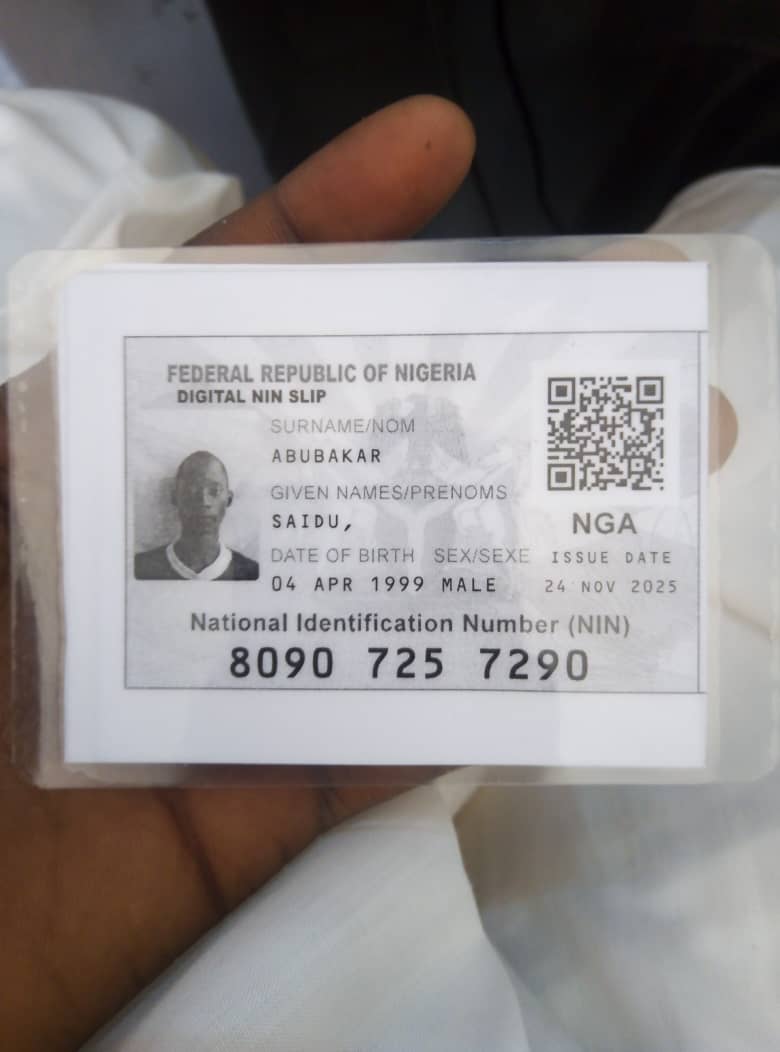 FEDERAL REPUBLIC OF NIGERIA
DIGITAL NIN SLIP
SURNAME/NOM
ABUBAKAR
GIVEN NAMES/PRENOMS
SAIDU,
NGA
DATE OF BIRTH SEX/SEXE ISSUE DATE
04 APR 1999 MALE 24 NOV 2025
National Identification Number (NIN)
8090 725 7290